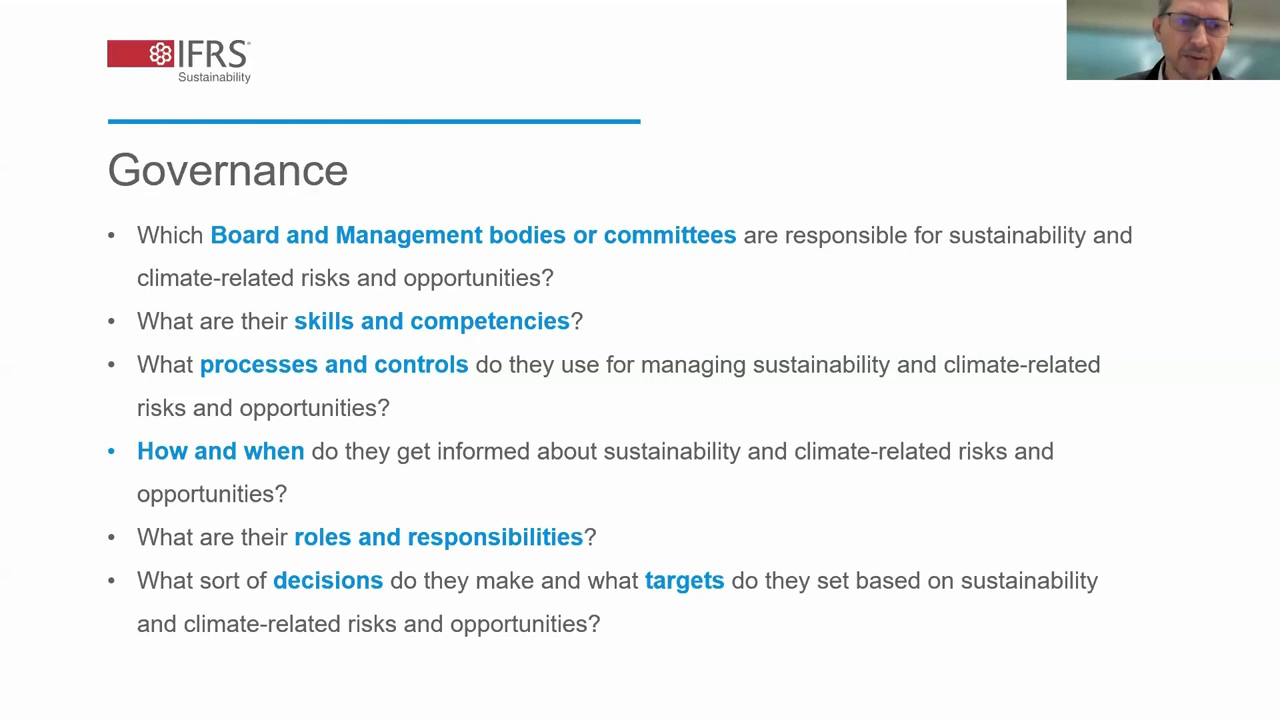 IFRS
Sustainability
Governance
• Which Board and Management bodies or committees are responsible for sustainability and
climate-related risks and opportunities?
• What are their skills and competencies?
• What processes and controls do they use for managing sustainability and climate-related
risks and opportunities?
• How and when do they get informed about sustainability and climate-related risks and
opportunities?
• What are their roles and responsibilities?
• What sort of decisions do they make and what targets do they set based on sustainability
and climate-related risks and opportunities?